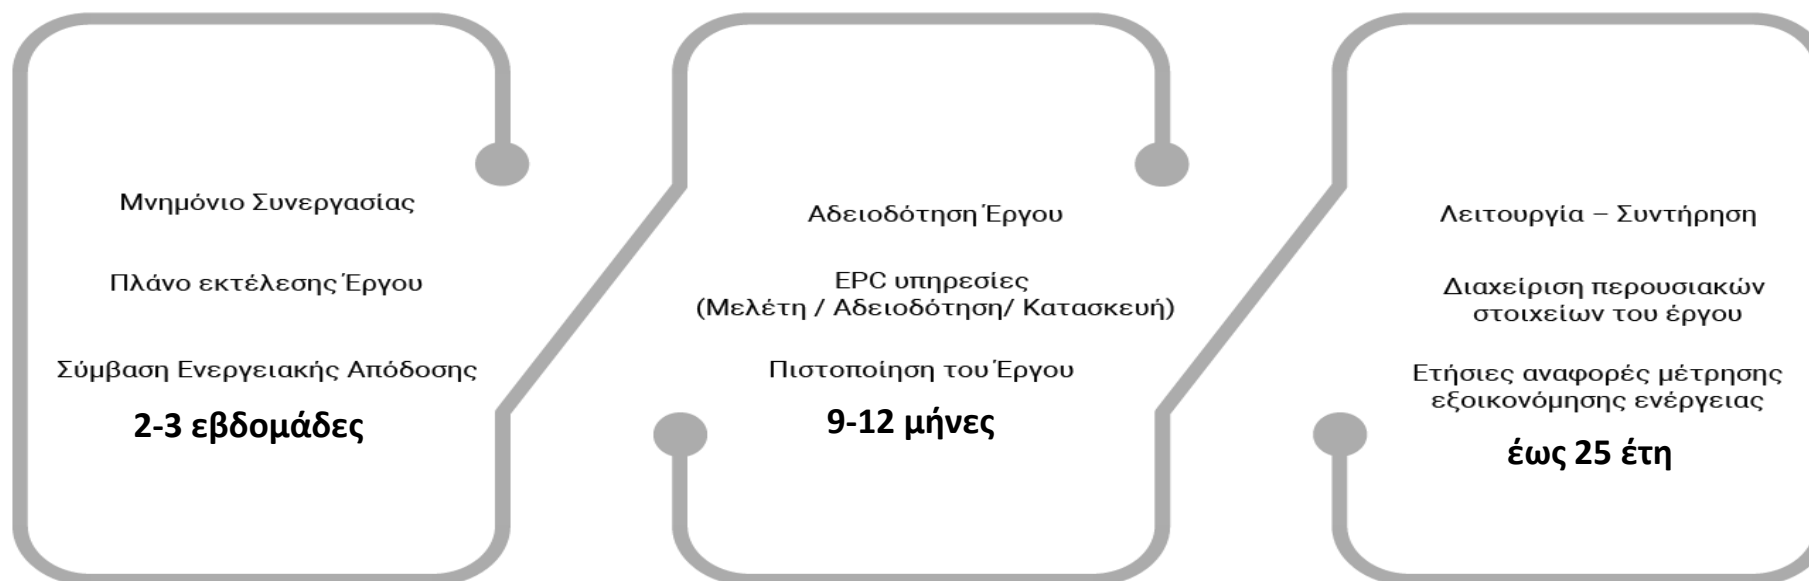 Μνημόνιο Συνεργασίας
Πλάνο εκτέλεσης Έργου
Σύμβαση Ενεργειακής Απόδοσης
2-3 εβδομάδες
Αδειοδότηση Έργου
EPC υπηρεσίες
(Μελέτη / Αδειοδότηση/ Κατασκευή)
Πιστοποίηση του Έργου
9-12 μήνες
Λειτουργία – Συντήρηση
Διαχείριση περουσιακών
στοιχείων του έργου
Ετήσιες αναφορές μέτρησης
εξοικονόμησης ενέργειας
έως 25 έτη